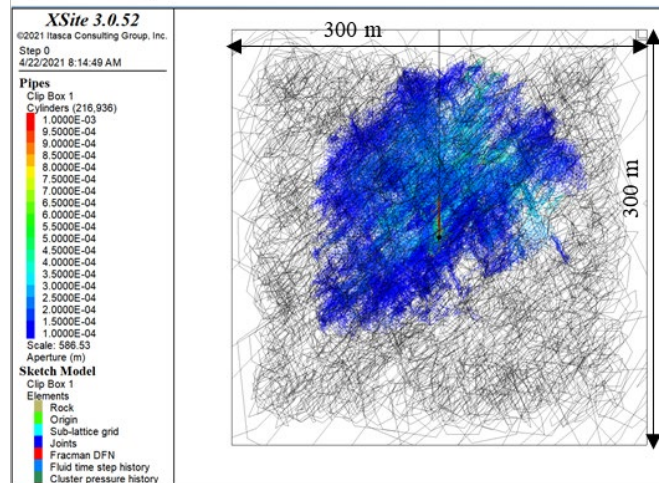 XSite 3.0.52
©2021 Itasca Consulting Group, Inc.
Step 0
4/22/2021 8:14:49 AM
Pipes
Clip Box 1
Cylinders (216,936)
1.0000E-03
9.5000E-04
9.0000E-04
8.5000E-04
8.0000E-04
7.5000E-04
7.0000E-04
6.5000E-04
6.0000E-04
5.5000E-04
5.0000E-04
4.5000E-04
4.0000E-04
3.5000E-04
3.0000E-04
2.5000E-04
2.0000E-04
1.5000E-04
1.0000E-04
Scale: 586.53
Aperture (m)
Sketch Model
Clip Box 1
Elements
Rock
Origin
Sub-lattice grid
Joints
Fracman DFN
Fluid time step history
Cluster pressure history
300 m
300 m